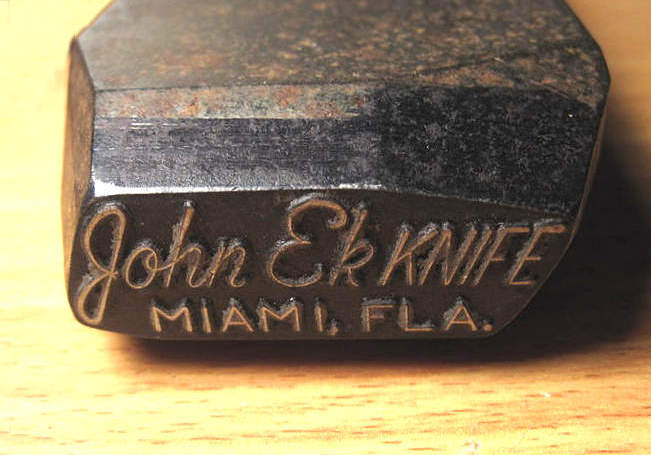 John Ek KNIFE
MIAMI, FLA.